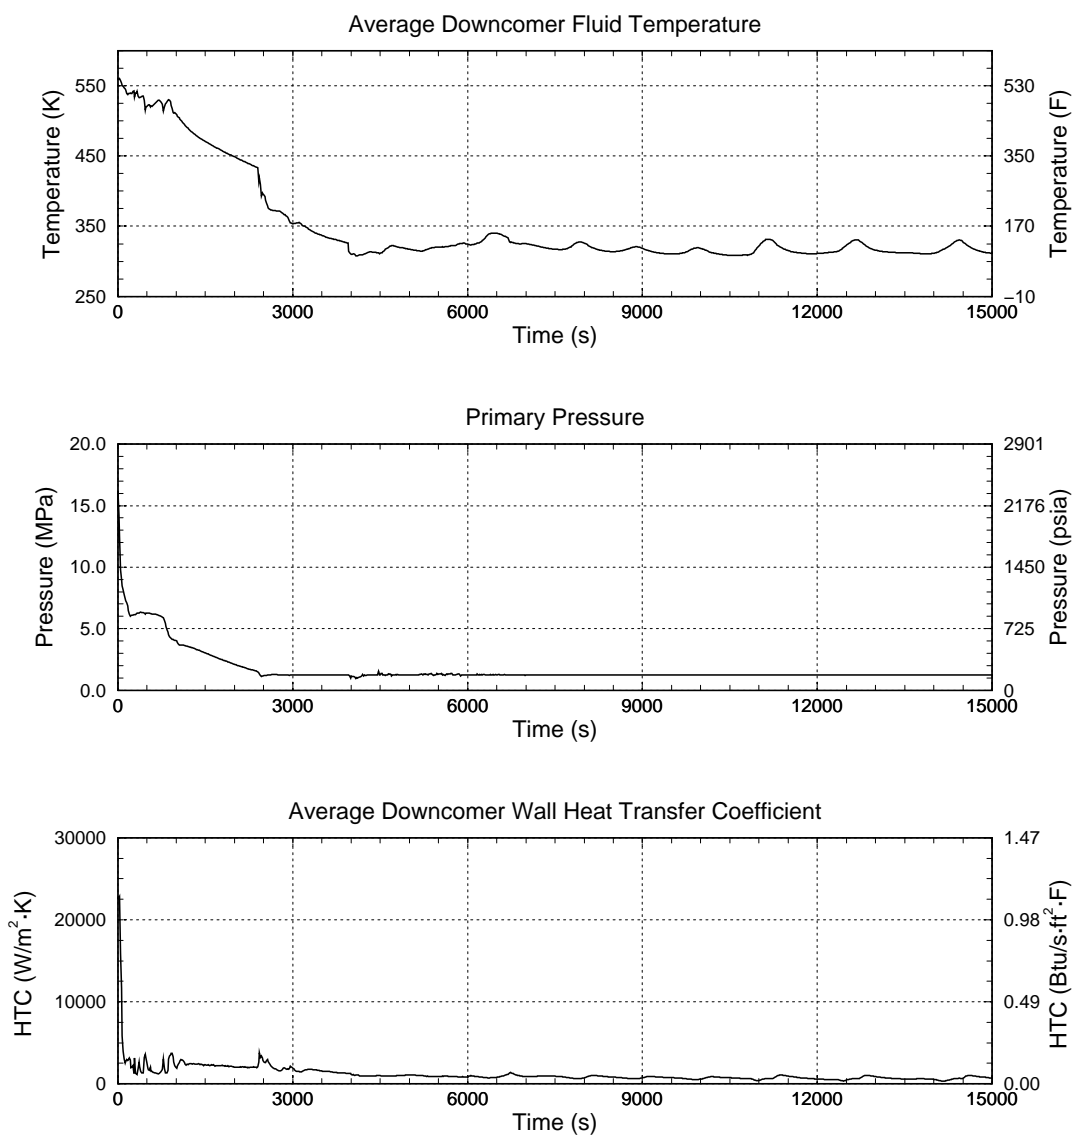 Average Downcomer Fluid Temperature
550 530
450 350
350 170
250 −10
0 3000 6000 9000 12000 15000
Time (s)
Temperature (K)
Temperature (F)
Primary Pressure
20.0 2901
15.0 2176
10.0 1450
5.0 725
0.0 0
0 3000 6000 9000 12000 15000
Time (s)
Pressure (MPa)
Pressure (psia)
Average Downcomer Wall Heat Transfer Coefficient
30000 1.47
20000 0.98
10000 0.49
0 0.00
0 3000 6000 9000 12000 15000
Time (s)
HTC (W/m²·K)
HTC (Btu/s·ft²·F)